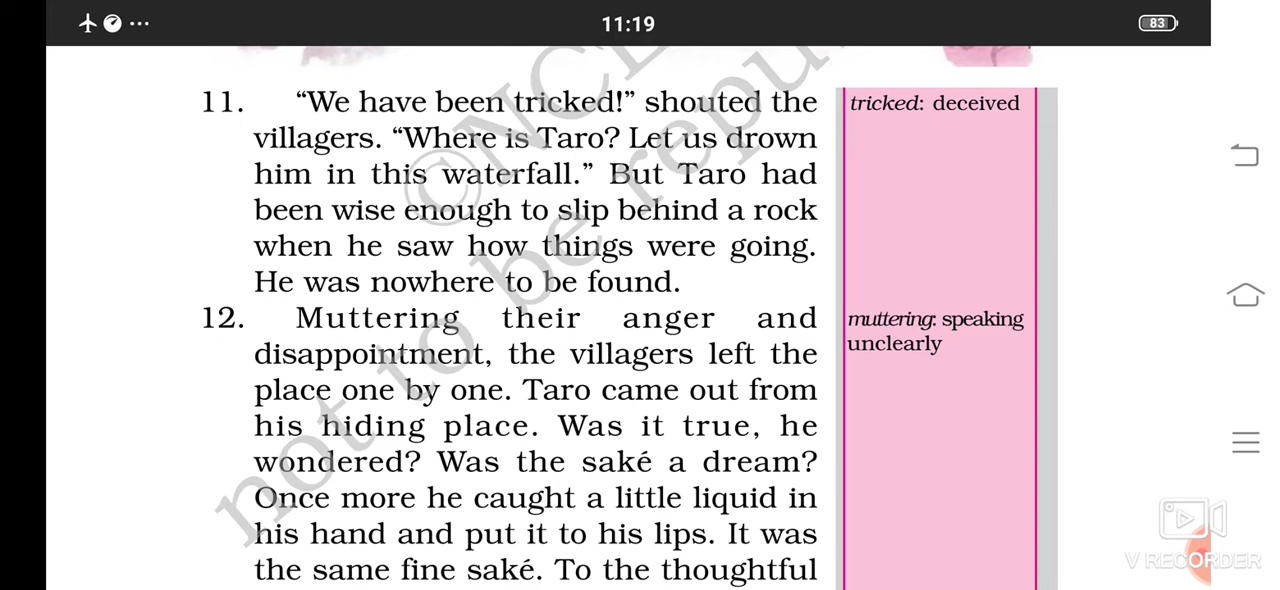 11:19
83
11. “We have been tricked!” shouted the
villagers. “Where is Taro? Let us drown
him in this waterfall.” But Taro had
been wise enough to slip behind a rock
when he saw how things were going.
He was nowhere to be found.
12. Muttering their anger and
disappointment, the villagers left the
place one by one. Taro came out from
his hiding place. Was it true, he
wondered? Was the saké a dream?
Once more he caught a little liquid in
his hand and put it to his lips. It was
the same fine saké. To the thoughtful
tricked: deceived
muttering: speaking
unclearly
not to be
V RECORDER